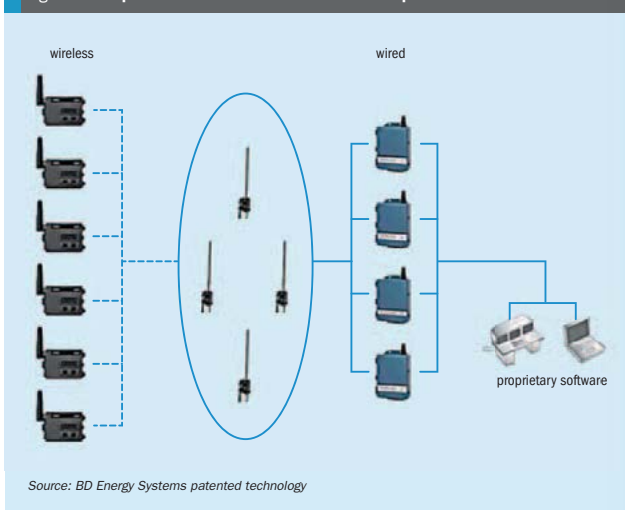 wireless
wired
proprietary software
Source: BD Energy Systems patented technology